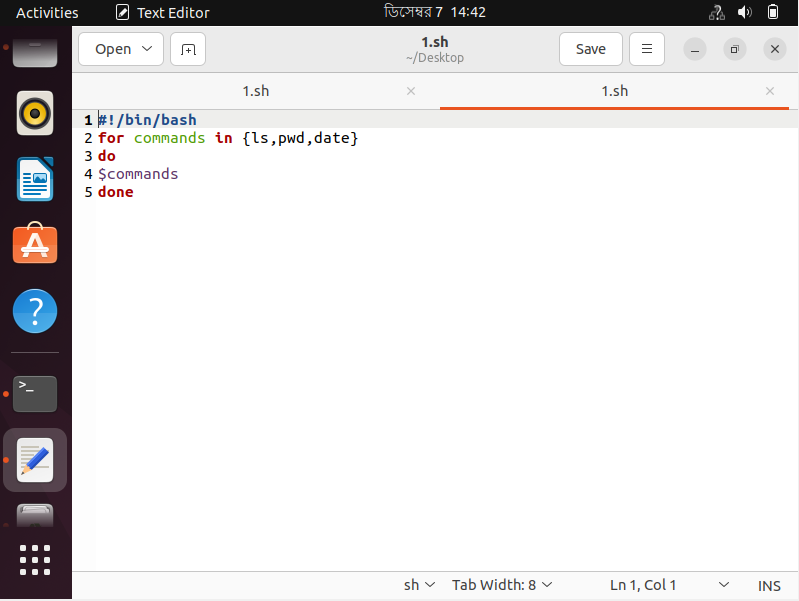 Activities Text Editor ডিসেম্বর 7 14:42
Open 1.sh Save
~/Desktop
1.sh 1.sh
1 #!/bin/bash
2 for commands in {ls,pwd,date}
3 do
4 $commands
5 done
sh Tab Width: 8 Ln 1, Col 1 INS